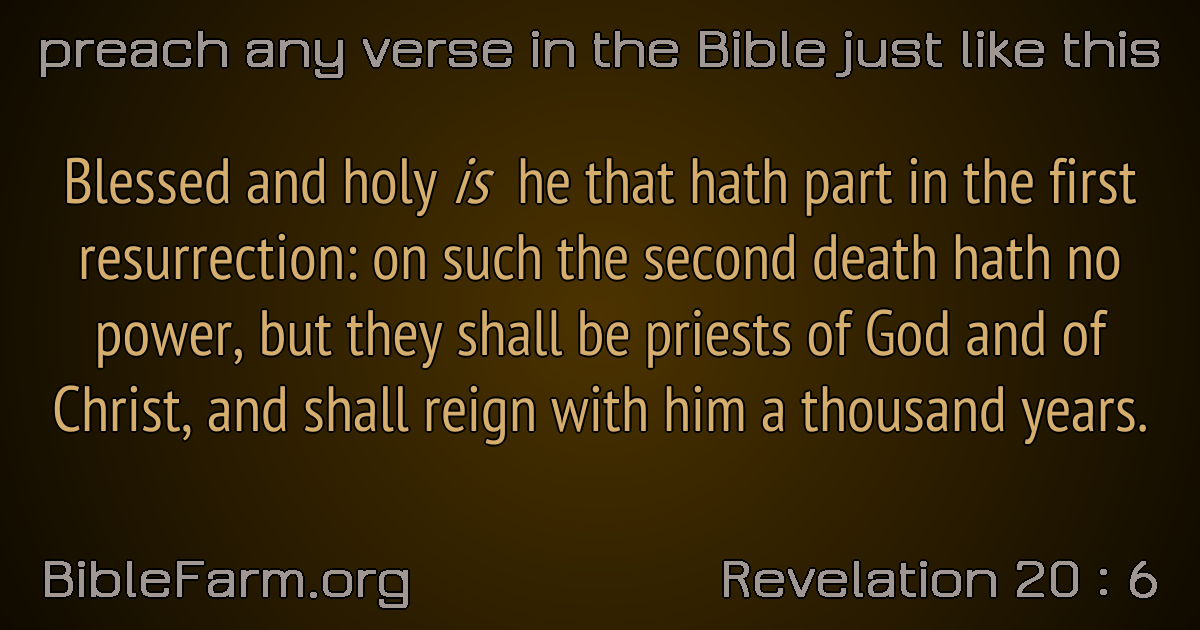 preach any verse in the Bible just like this
Blessed and holy is he that hath part in the first
resurrection: on such the second death hath no
power, but they shall be priests of God and of
Christ, and shall reign with him a thousand years.
BibleFarm.org
Revelation 20 : 6